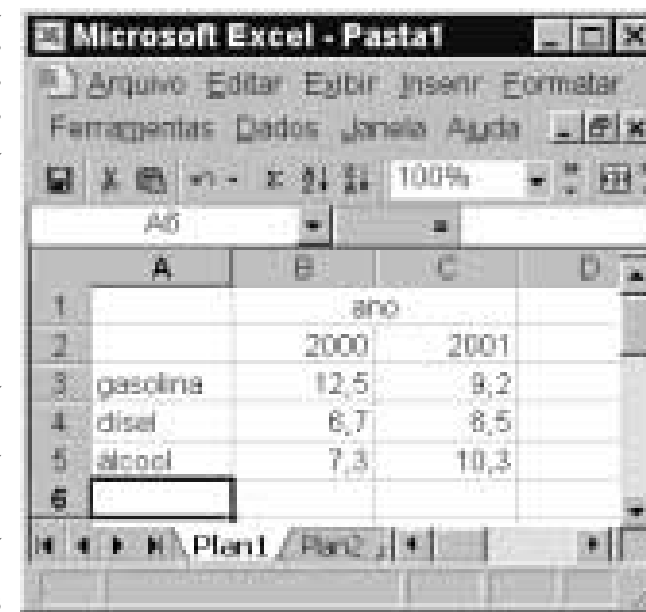 Microsoft Excel - Pasta1
Arquivo Editar Exibir Inserir Formatar
Ferramentas Dados Janela Ajuda
100%
A6 =
A B C D
1 ano
2 2000 2001
3 gasolina 12,5 9,2
4 disel 6,7 8,5
5 álcool 7,3 10,3
6
Plan1 Plan2